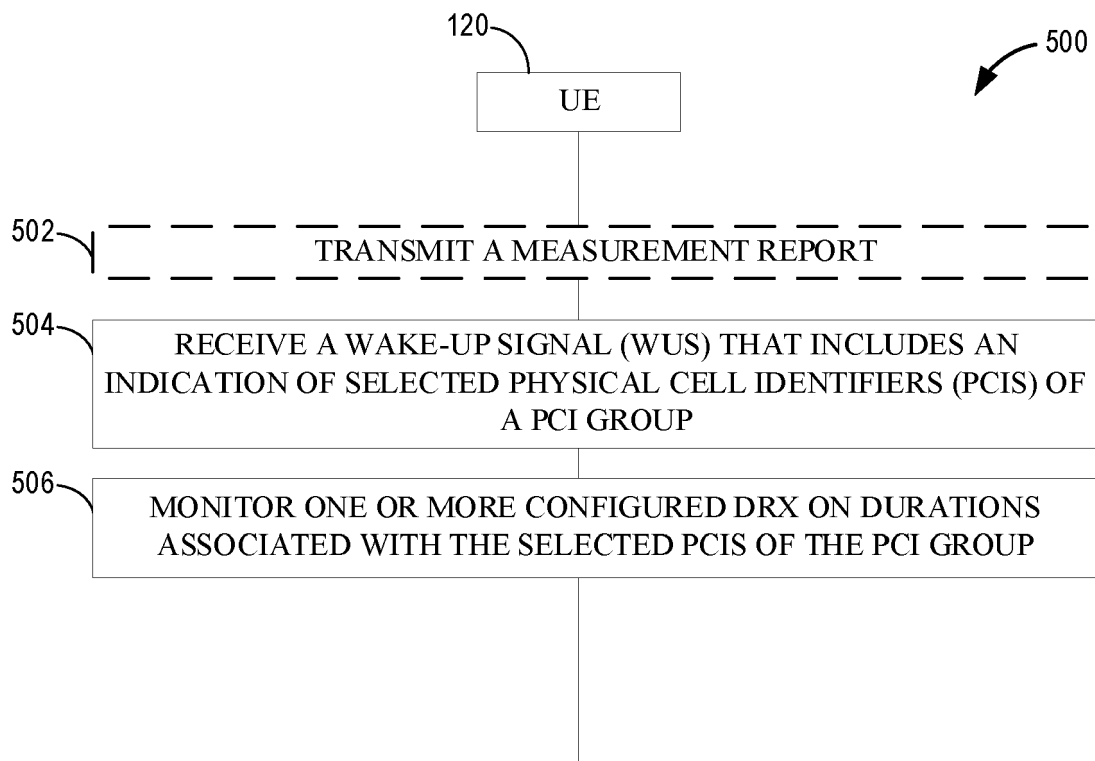 120
500
UE
502
TRANSMIT A MEASUREMENT REPORT
504
RECEIVE A WAKE-UP SIGNAL (WUS) THAT INCLUDES AN
INDICATION OF SELECTED PHYSICAL CELL IDENTIFIERS (PCIS) OF
A PCI GROUP
506
MONITOR ONE OR MORE CONFIGURED DRX ON DURATIONS
ASSOCIATED WITH THE SELECTED PCIS OF THE PCI GROUP